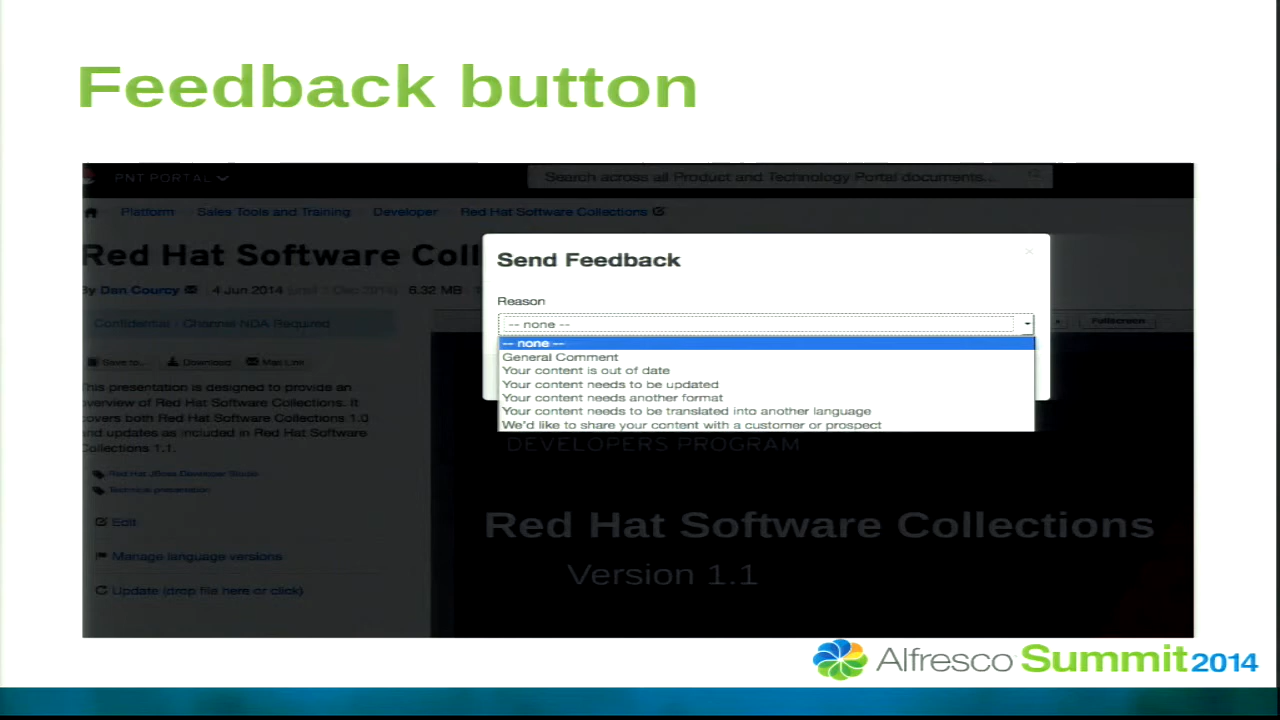 Feedback button
PNT PORTAL
Search across all Product and Technology Portal documents...
Platform Sales Tools and Training Developer Red Hat Software Collections
Red Hat Software Coll
By Dan Courcy 4 Jun 2014 (until 1 Dec 2014) 6.32 MB
Send Feedback
Reason
-- none --
-- none --
General Comment
Your content is out of date
Your content needs to be updated
Your content needs another format
Your content needs to be translated into another language
We'd like to share your content with a customer or prospect
Confidential - Channel NDA Required
Fullscreen
Save to... Download Mail Link
This presentation is designed to provide an
overview of Red Hat Software Collections. It
covers both Red Hat Software Collections 1.0
and updates as included in Red Hat Software
Collections 1.1.
Red Hat JBoss Developer Studio
Technical presentation
Edit
Manage language versions
Update (drop file here or click)
DEVELOPERS PROGRAM
Red Hat Software Collections
Version 1.1
Alfresco Summit 2014